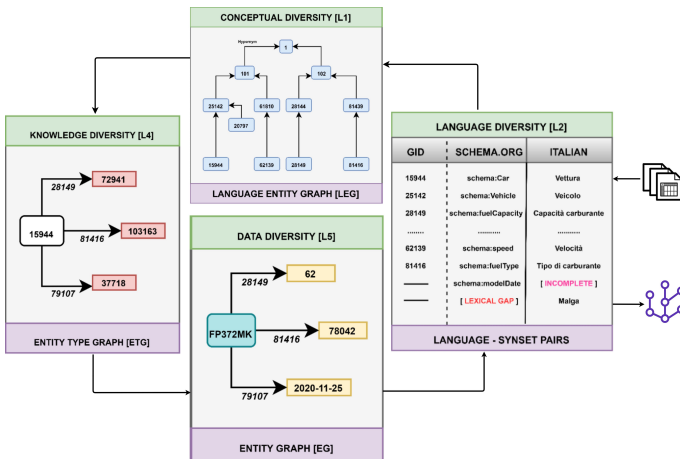 CONCEPTUAL DIVERSITY [L1]
Hypernym
1
101
102
25142
61810
28144
81439
20797
15944
62139
28149
81416
LANGUAGE ENTITY GRAPH [LEG]
KNOWLEDGE DIVERSITY [L4]
72941
28149
15944
103163
81416
37718
79107
ENTITY TYPE GRAPH [ETG]
DATA DIVERSITY [L5]
62
28149
FP372MK
78042
81416
2020-11-25
79107
ENTITY GRAPH [EG]
LANGUAGE DIVERSITY [L2]
GID SCHEMA.ORG ITALIAN
15944 schema:Car Vettura
25142 schema:Vehicle Veicolo
28149 schema:fuelCapacity Capacità carburante
........ ........... ...........
62139 schema:speed Velocità
81416 schema:fuelType Tipo di carburante
schema:modelDate [ INCOMPLETE ]
[ LEXICAL GAP ] Malga
LANGUAGE - SYNSET PAIRS